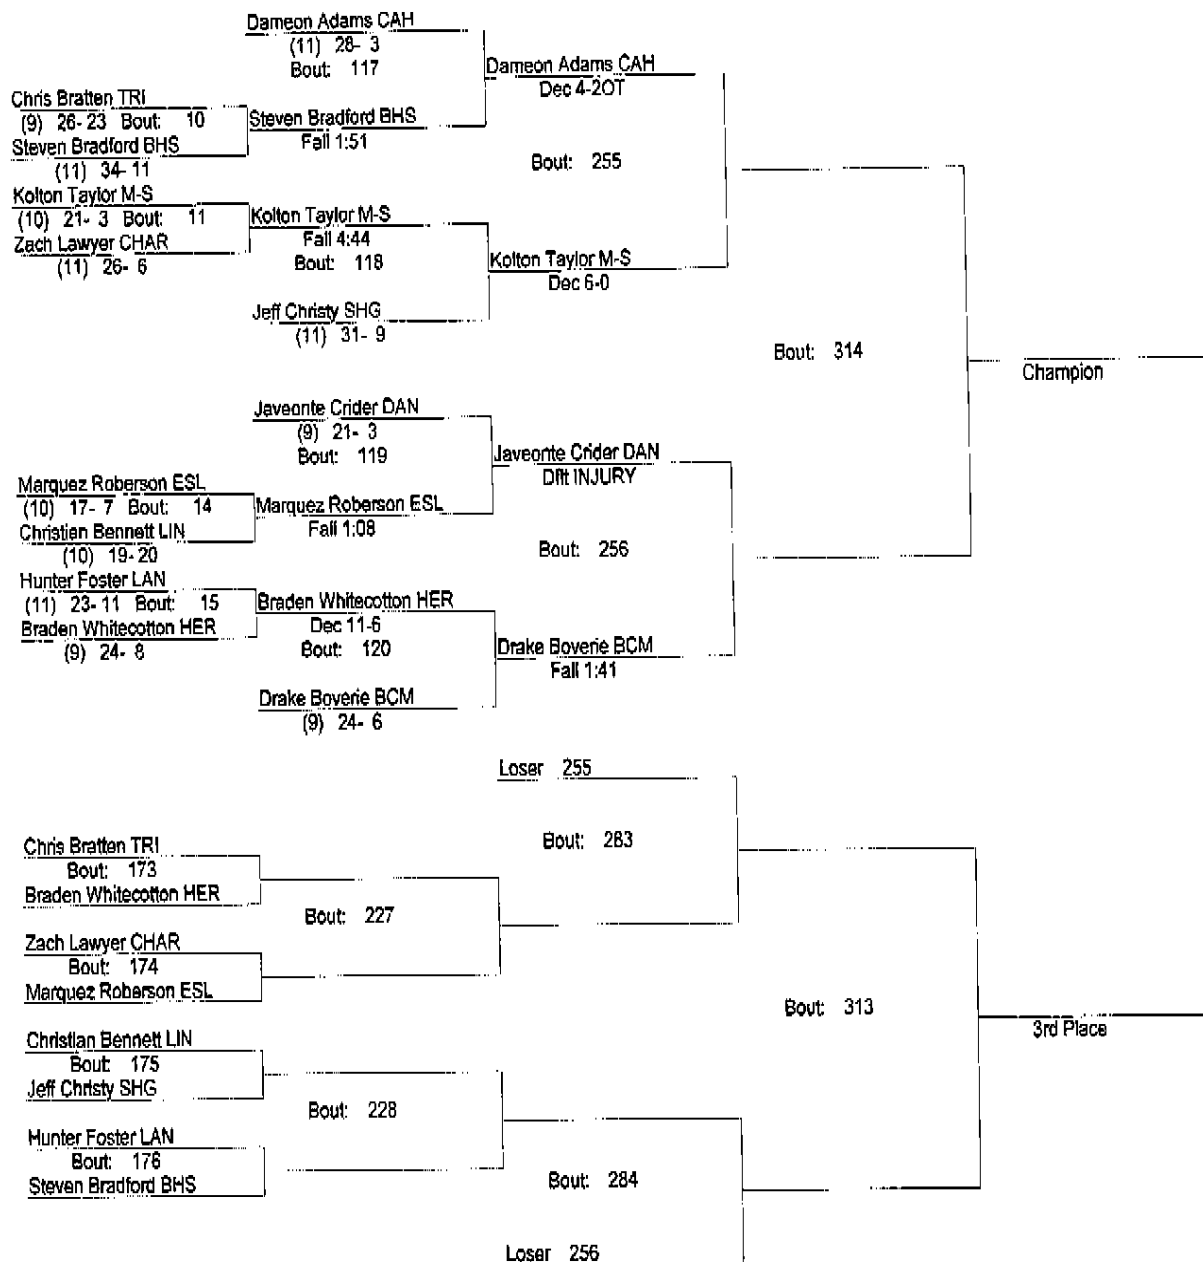 Dameon Adams CAH
(11) 28- 3
Bout: 117
Dameon Adams CAH
Dec 4-2OT
Chris Bratten TRI
(9) 26- 23 Bout: 10
Steven Bradford BHS
(11) 34- 11
Steven Bradford BHS
Fall 1:51
Bout: 255
Kolton Taylor M-S
(10) 21- 3 Bout: 11
Zach Lawyer CHAR
(11) 26- 6
Kolton Taylor M-S
Fall 4:44
Bout: 118
Kolton Taylor M-S
Dec 6-0
Jeff Christy SHG
(11) 31- 9
Bout: 314
Champion
Javeonte Crider DAN
(9) 21- 3
Bout: 119
Javeonte Crider DAN
Dflt INJURY
Marquez Roberson ESL
(10) 17- 7 Bout: 14
Christian Bennett LIN
(10) 19- 20
Marquez Roberson ESL
Fall 1:08
Bout: 256
Hunter Foster LAN
(11) 23- 11 Bout: 15
Braden Whitecotton HER
(9) 24- 8
Braden Whitecotton HER
Dec 11-6
Bout: 120
Drake Boverie BCM
Fall 1:41
Drake Boverie BCM
(9) 24- 6
Loser 255
Bout: 283
Chris Bratten TRI
Bout: 173
Braden Whitecotton HER
Bout: 227
Zach Lawyer CHAR
Bout: 174
Marquez Roberson ESL
Bout: 313
3rd Place
Christian Bennett LIN
Bout: 175
Jeff Christy SHG
Bout: 228
Hunter Foster LAN
Bout: 176
Steven Bradford BHS
Bout: 284
Loser 256